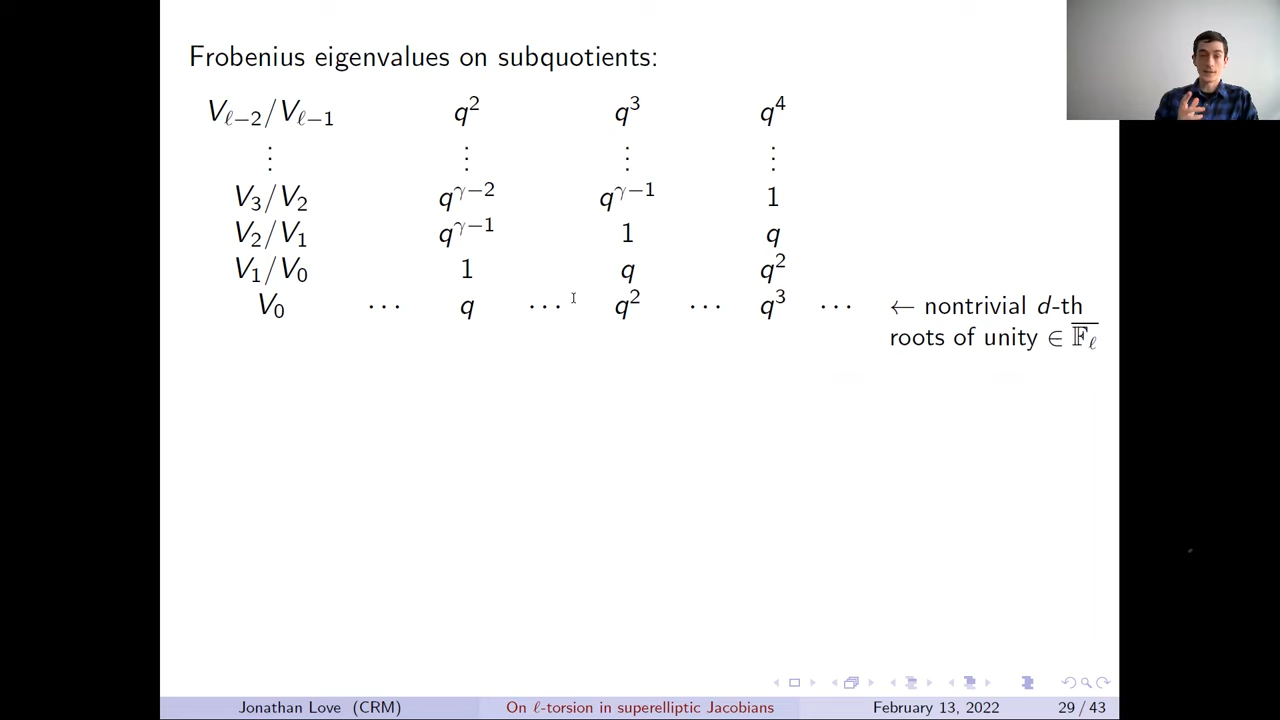 Frobenius eigenvalues on subquotients:
V_{ℓ−2}/V_{ℓ−1} q^2 q^3 q^4
⋮ ⋮ ⋮ ⋮
V_3/V_2 q^{γ−2} q^{γ−1} 1
V_2/V_1 q^{γ−1} 1 q
V_1/V_0 1 q q^2
V_0 ⋯ q ⋯ q^2 ⋯ q^3 ⋯ ← nontrivial d-th
roots of unity ∈ \overline{𝔽_ℓ}
Jonathan Love (CRM) On ℓ-torsion in superelliptic Jacobians February 13, 2022 29 / 43